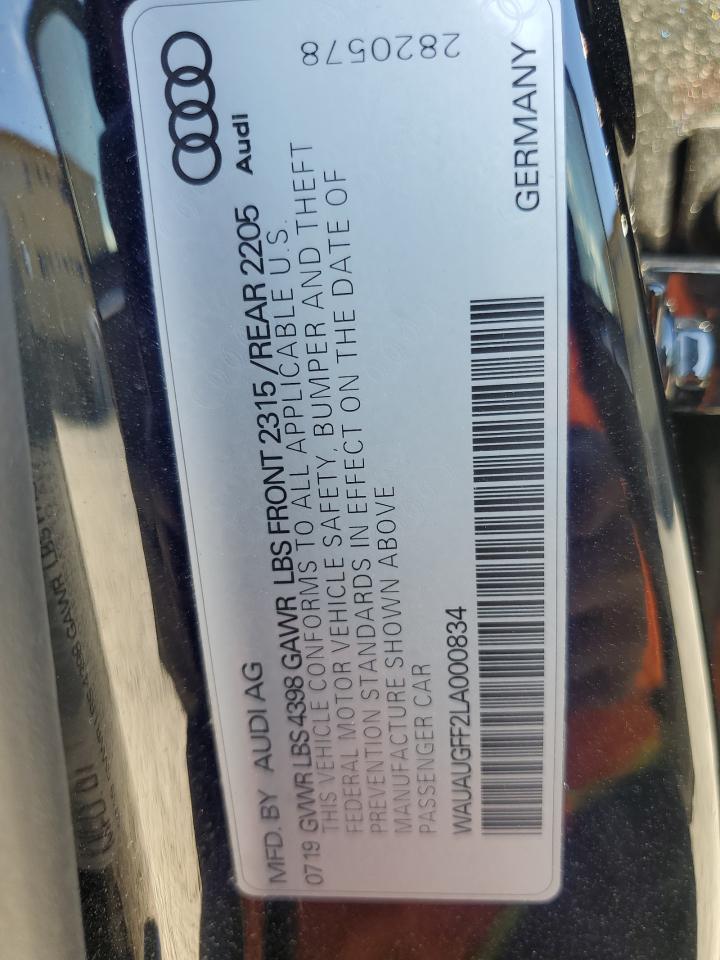 MFD. BY AUDI AG
Audi
0719 GVWR LBS 4398 GAWR LBS FRONT 2315 / REAR 2205
THIS VEHICLE CONFORMS TO ALL APPLICABLE U.S.
FEDERAL MOTOR VEHICLE SAFETY, BUMPER AND THEFT
PREVENTION STANDARDS IN EFFECT ON THE DATE OF
MANUFACTURE SHOWN ABOVE
PASSENGER CAR
WAUAUGFF2LA000834
GERMANY
2820578